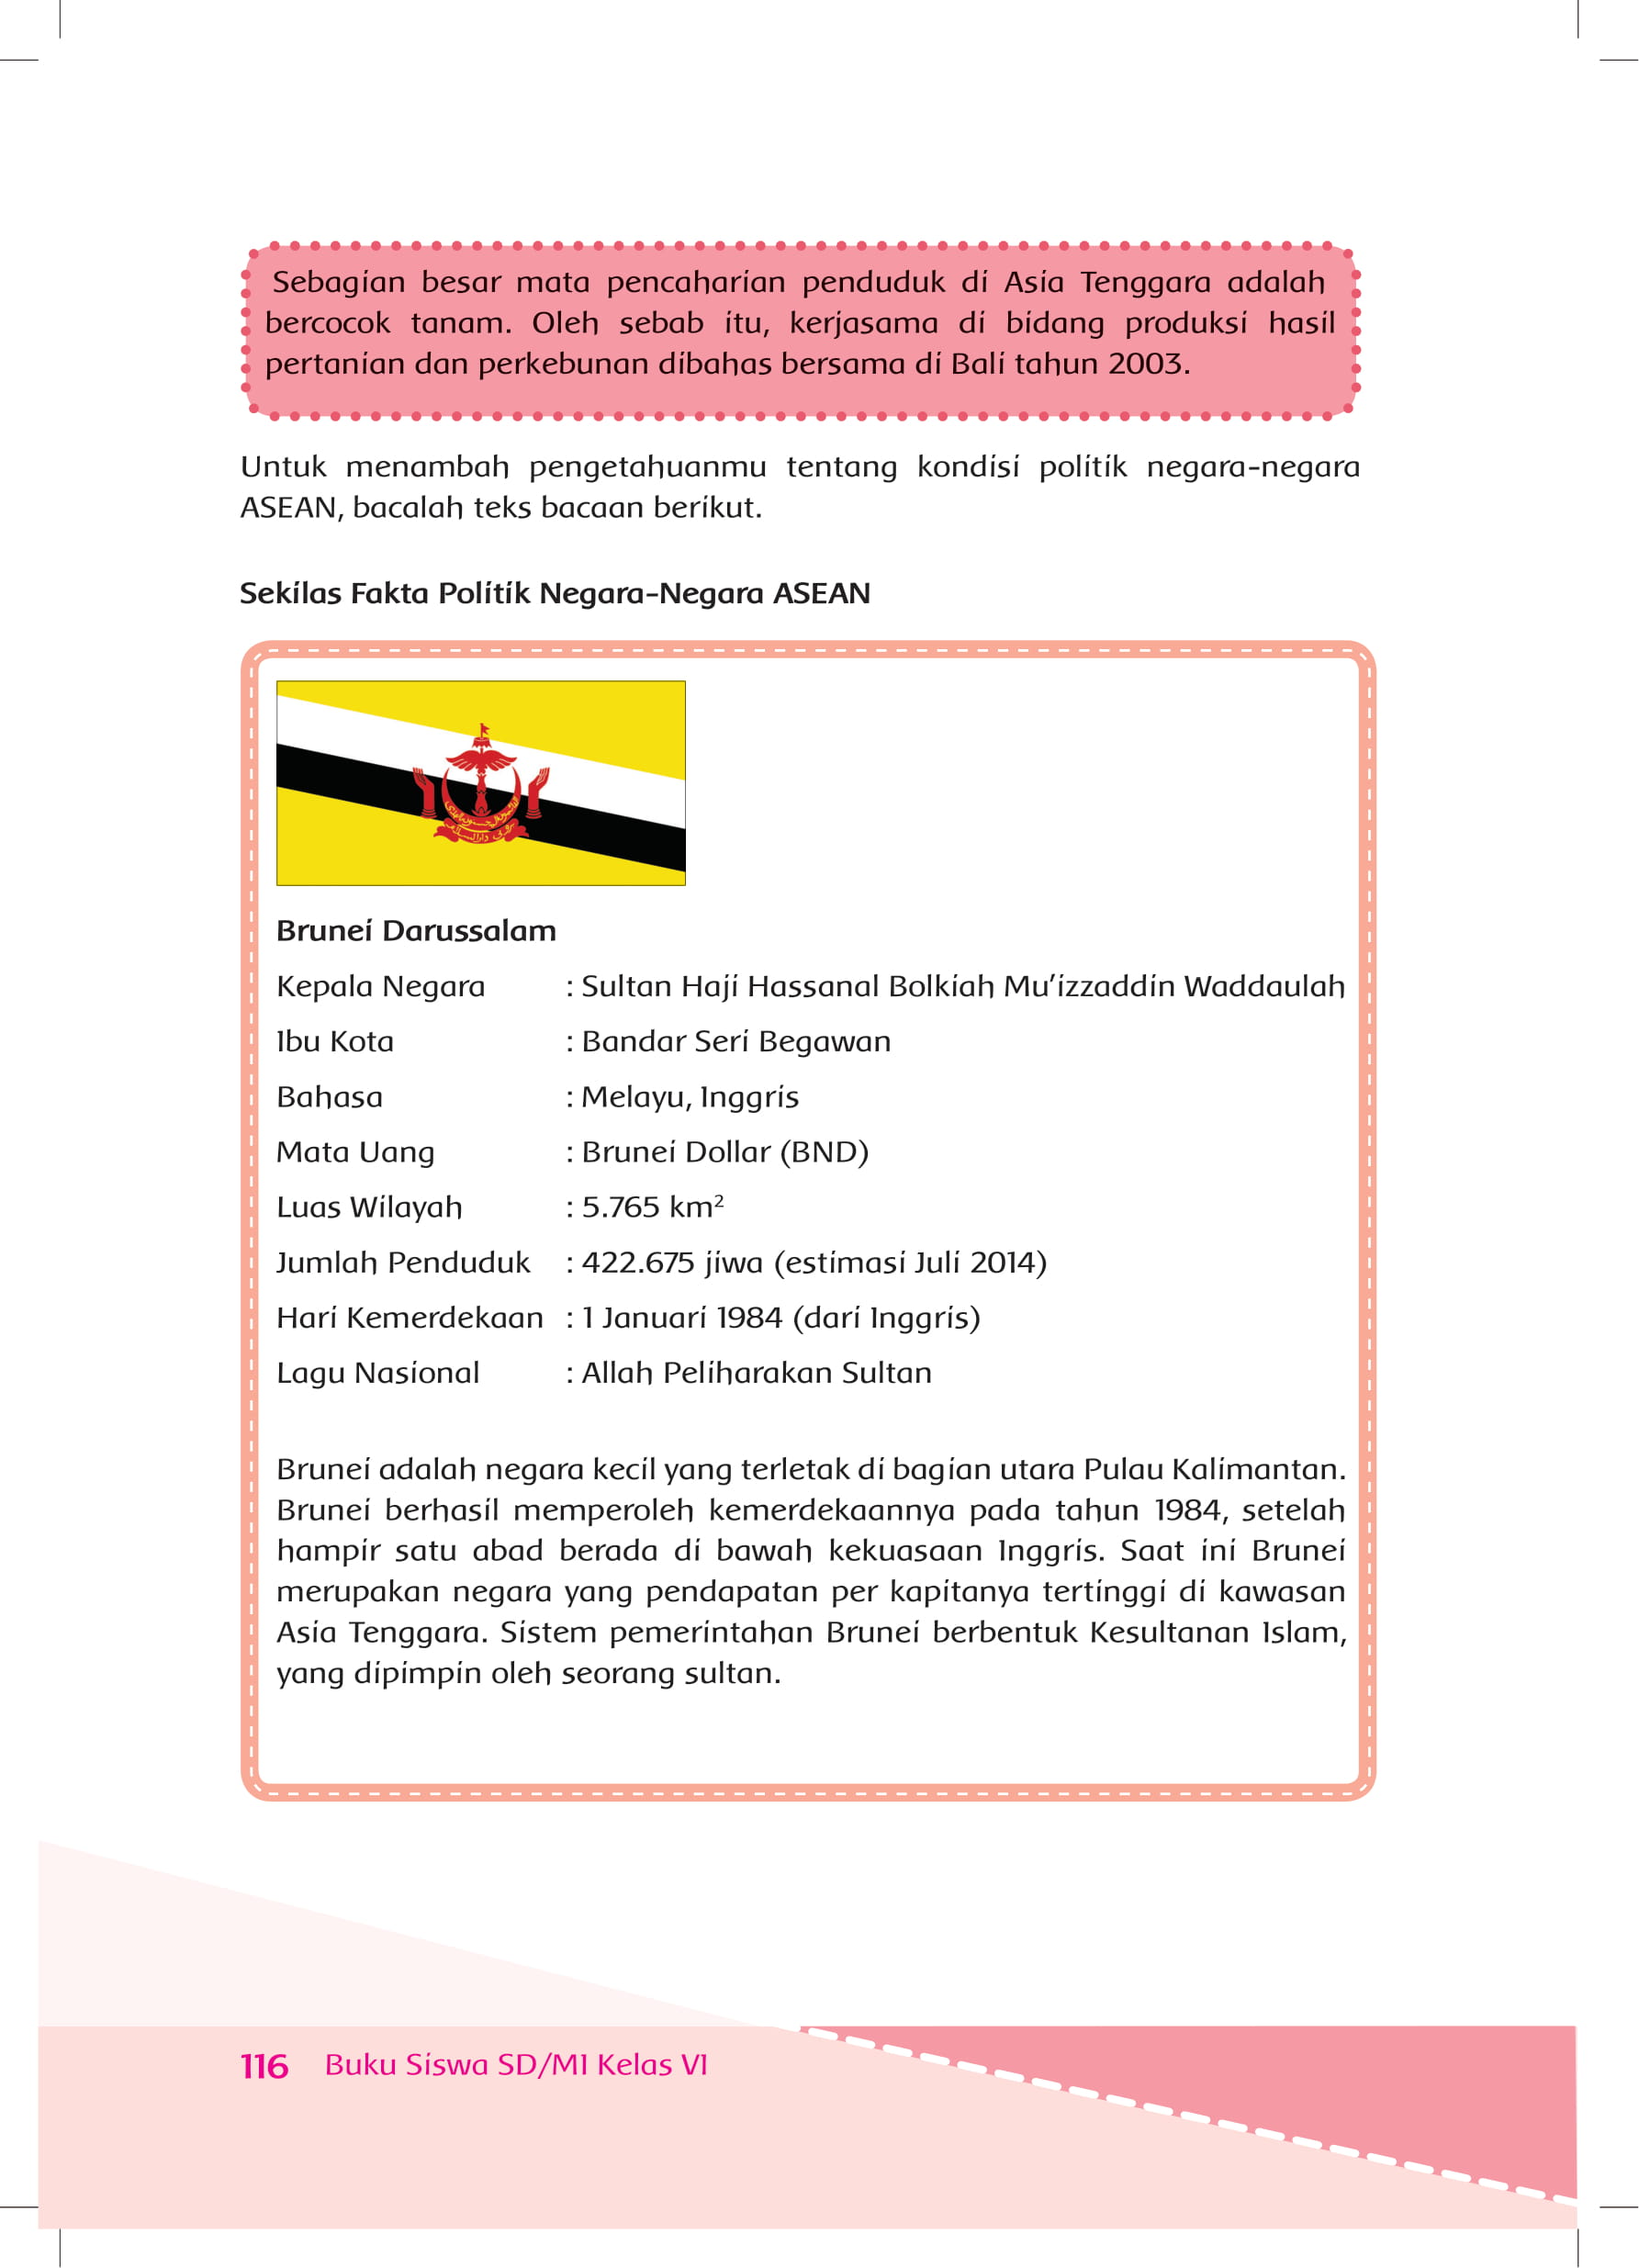 Sebagian besar mata pencaharian penduduk di Asia Tenggara adalah
bercocok tanam. Oleh sebab itu, kerjasama di bidang produksi hasil
pertanian dan perkebunan dibahas bersama di Bali tahun 2003.
Untuk menambah pengetahuanmu tentang kondisi politik negara-negara
ASEAN, bacalah teks bacaan berikut.
Sekilas Fakta Politik Negara-Negara ASEAN
Brunei Darussalam
Kepala Negara : Sultan Haji Hassanal Bolkiah Mu’izzaddin Waddaulah
Ibu Kota : Bandar Seri Begawan
Bahasa : Melayu, Inggris
Mata Uang : Brunei Dollar (BND)
Luas Wilayah : 5.765 km²
Jumlah Penduduk : 422.675 jiwa (estimasi Juli 2014)
Hari Kemerdekaan : 1 Januari 1984 (dari Inggris)
Lagu Nasional : Allah Peliharakan Sultan
Brunei adalah negara kecil yang terletak di bagian utara Pulau Kalimantan.
Brunei berhasil memperoleh kemerdekaannya pada tahun 1984, setelah
hampir satu abad berada di bawah kekuasaan Inggris. Saat ini Brunei
merupakan negara yang pendapatan per kapitanya tertinggi di kawasan
Asia Tenggara. Sistem pemerintahan Brunei berbentuk Kesultanan Islam,
yang dipimpin oleh seorang sultan.
116 Buku Siswa SD/MI Kelas VI